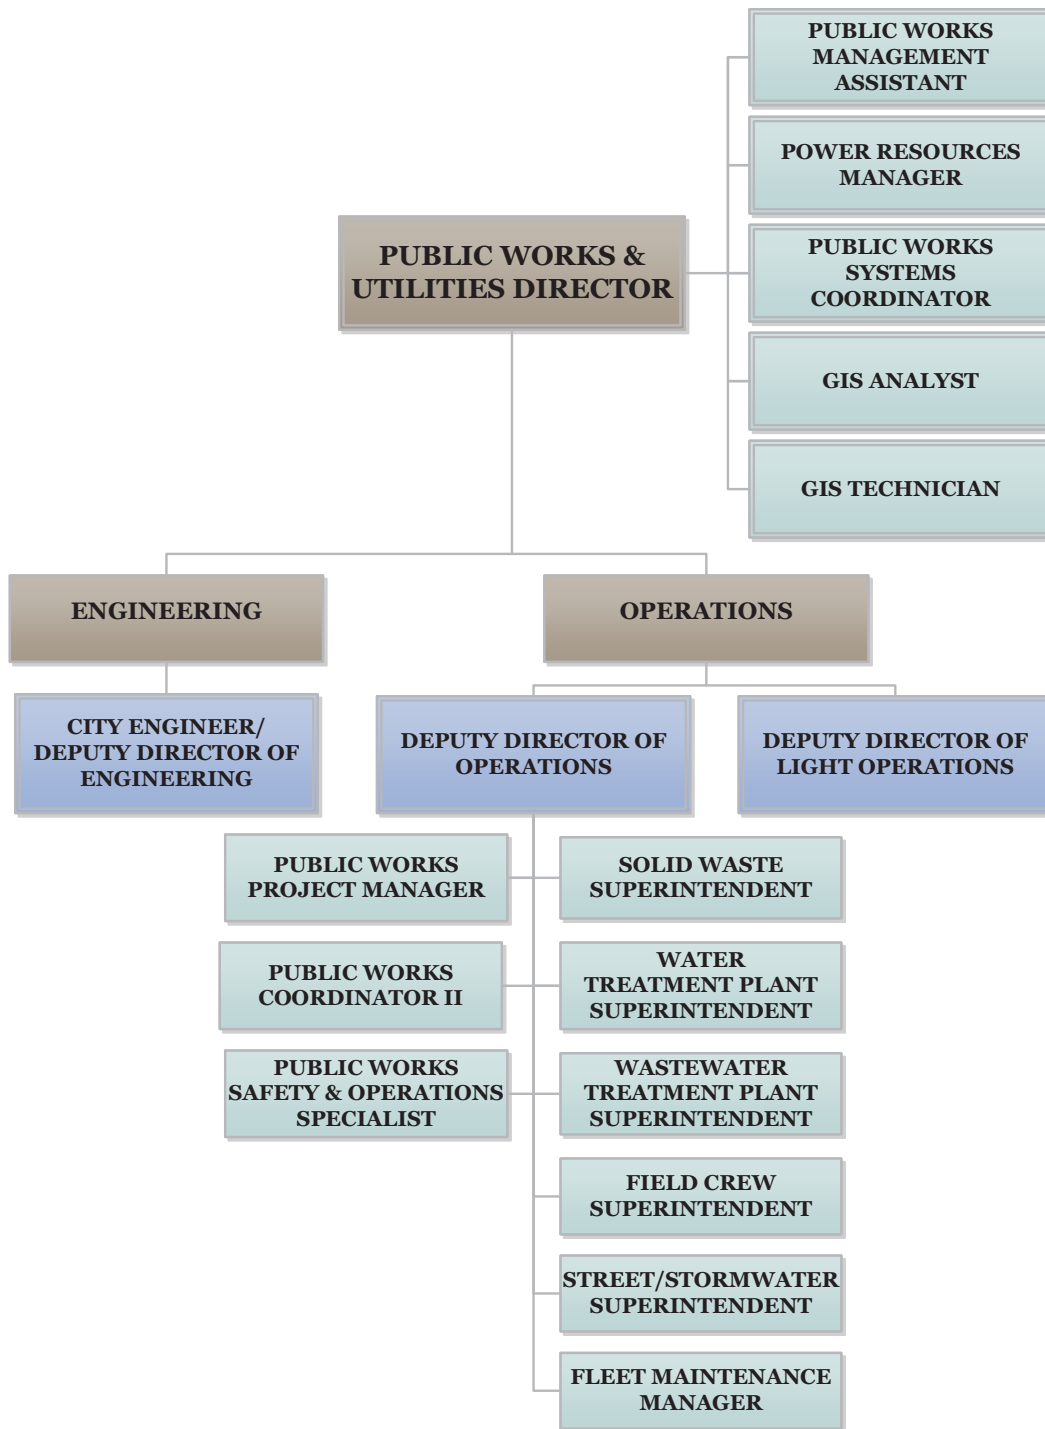 PUBLIC WORKS
MANAGEMENT
ASSISTANT
POWER RESOURCES
MANAGER
PUBLIC WORKS &
UTILITIES DIRECTOR
PUBLIC WORKS
SYSTEMS
COORDINATOR
GIS ANALYST
GIS TECHNICIAN
ENGINEERING
OPERATIONS
CITY ENGINEER/
DEPUTY DIRECTOR OF
ENGINEERING
DEPUTY DIRECTOR OF
OPERATIONS
DEPUTY DIRECTOR OF
LIGHT OPERATIONS
PUBLIC WORKS
PROJECT MANAGER
SOLID WASTE
SUPERINTENDENT
PUBLIC WORKS
COORDINATOR II
WATER
TREATMENT PLANT
SUPERINTENDENT
PUBLIC WORKS
SAFETY & OPERATIONS
SPECIALIST
WASTEWATER
TREATMENT PLANT
SUPERINTENDENT
FIELD CREW
SUPERINTENDENT
STREET/STORMWATER
SUPERINTENDENT
FLEET MAINTENANCE
MANAGER